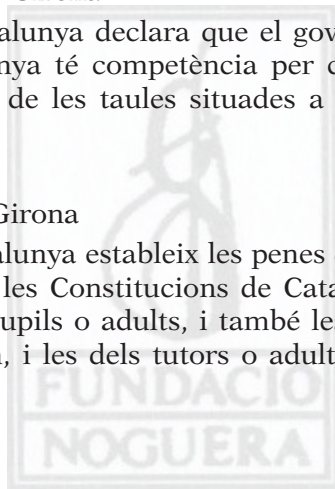 alunya declara que el gov
nya té competència per c
de les taules situades a
Girona
alunya estableix les penes
les Constitucions de Cata
upils o adults, i també le
, i les dels tutors o adult
FUNDACIÓ
NOGUERA